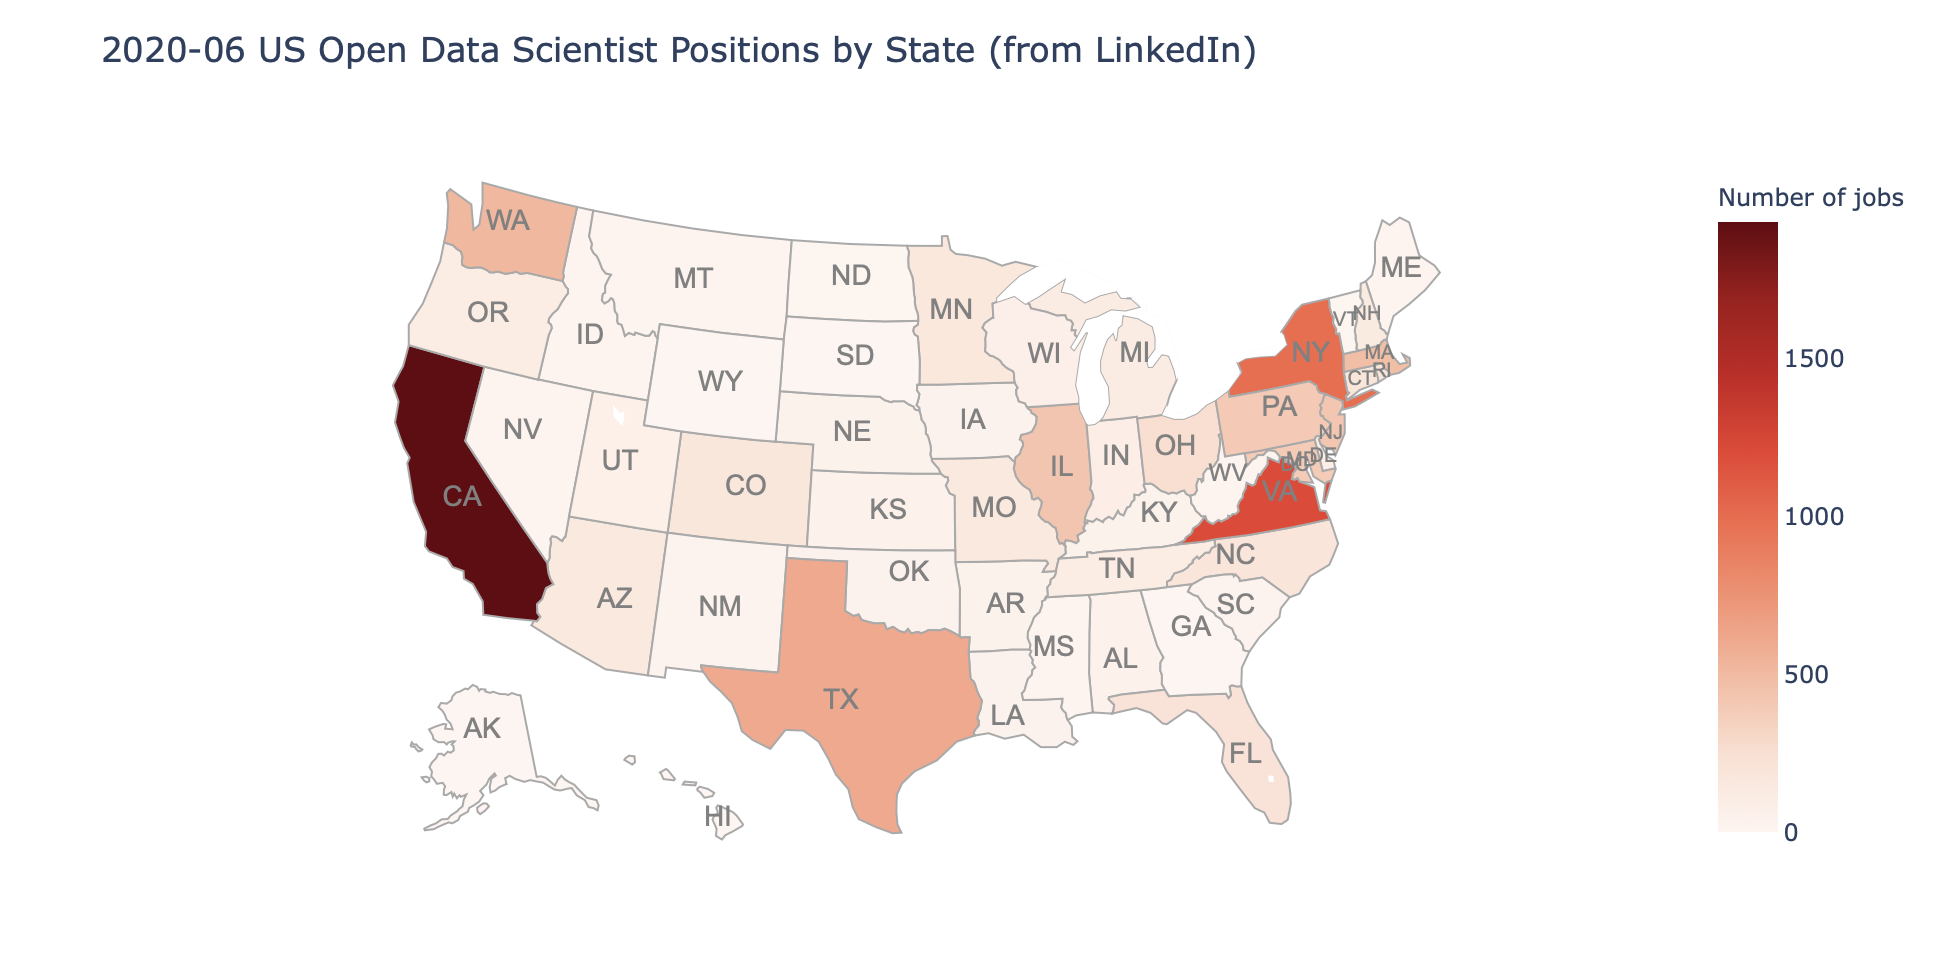 2020-06 US Open Data Scientist Positions by State (from LinkedIn)
Number of jobs
1500
1000
500
0
WA
MT
ND
MN
ME
OR
ID
SD
WI
MI
NY
VT
NH
MA
WY
CT
RI
NV
NE
IA
PA
NJ
UT
CO
IL
IN
OH
WV
DC
MD
DE
CA
KS
MO
KY
VA
AZ
NM
OK
AR
TN
NC
SC
MS
AL
GA
TX
LA
FL
AK
HI